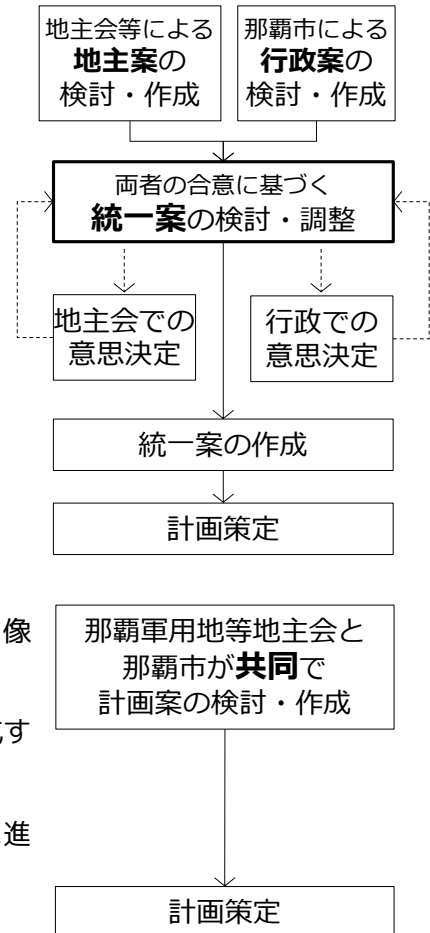 地主会等による
地主案の
検討・作成
那覇市による
行政案の
検討・作成
両者の合意に基づく
統一案の検討・調整
地主会での
意思決定
行政での
意思決定
統一案の作成
計画策定
像
す
進
那覇軍用地等地主会と
那覇市が共同で
計画案の検討・作成
計画策定